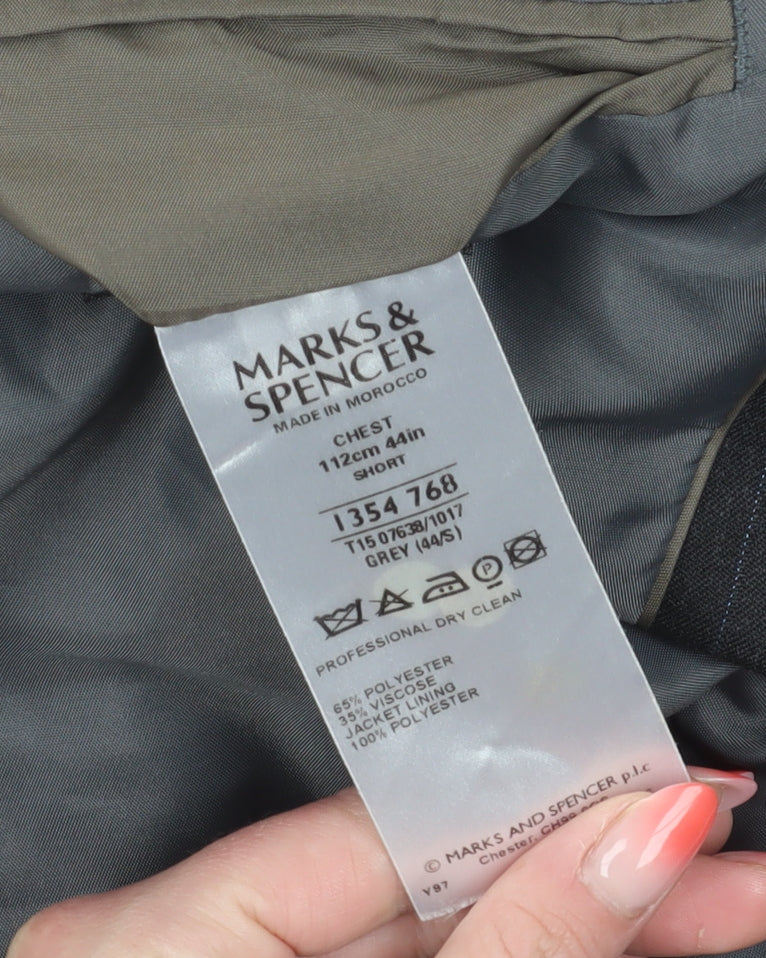 MARKS &
SPENCER
MADE IN MOROCCO
CHEST
112cm 44in
SHORT
1354 768
T15 07638/1017
GREY (44/S)
P
PROFESSIONAL DRY CLEAN
65% POLYESTER
35% VISCOSE
JACKET LINING
100% POLYESTER
© MARKS AND SPENCER p.l.c
Chester,
Y97